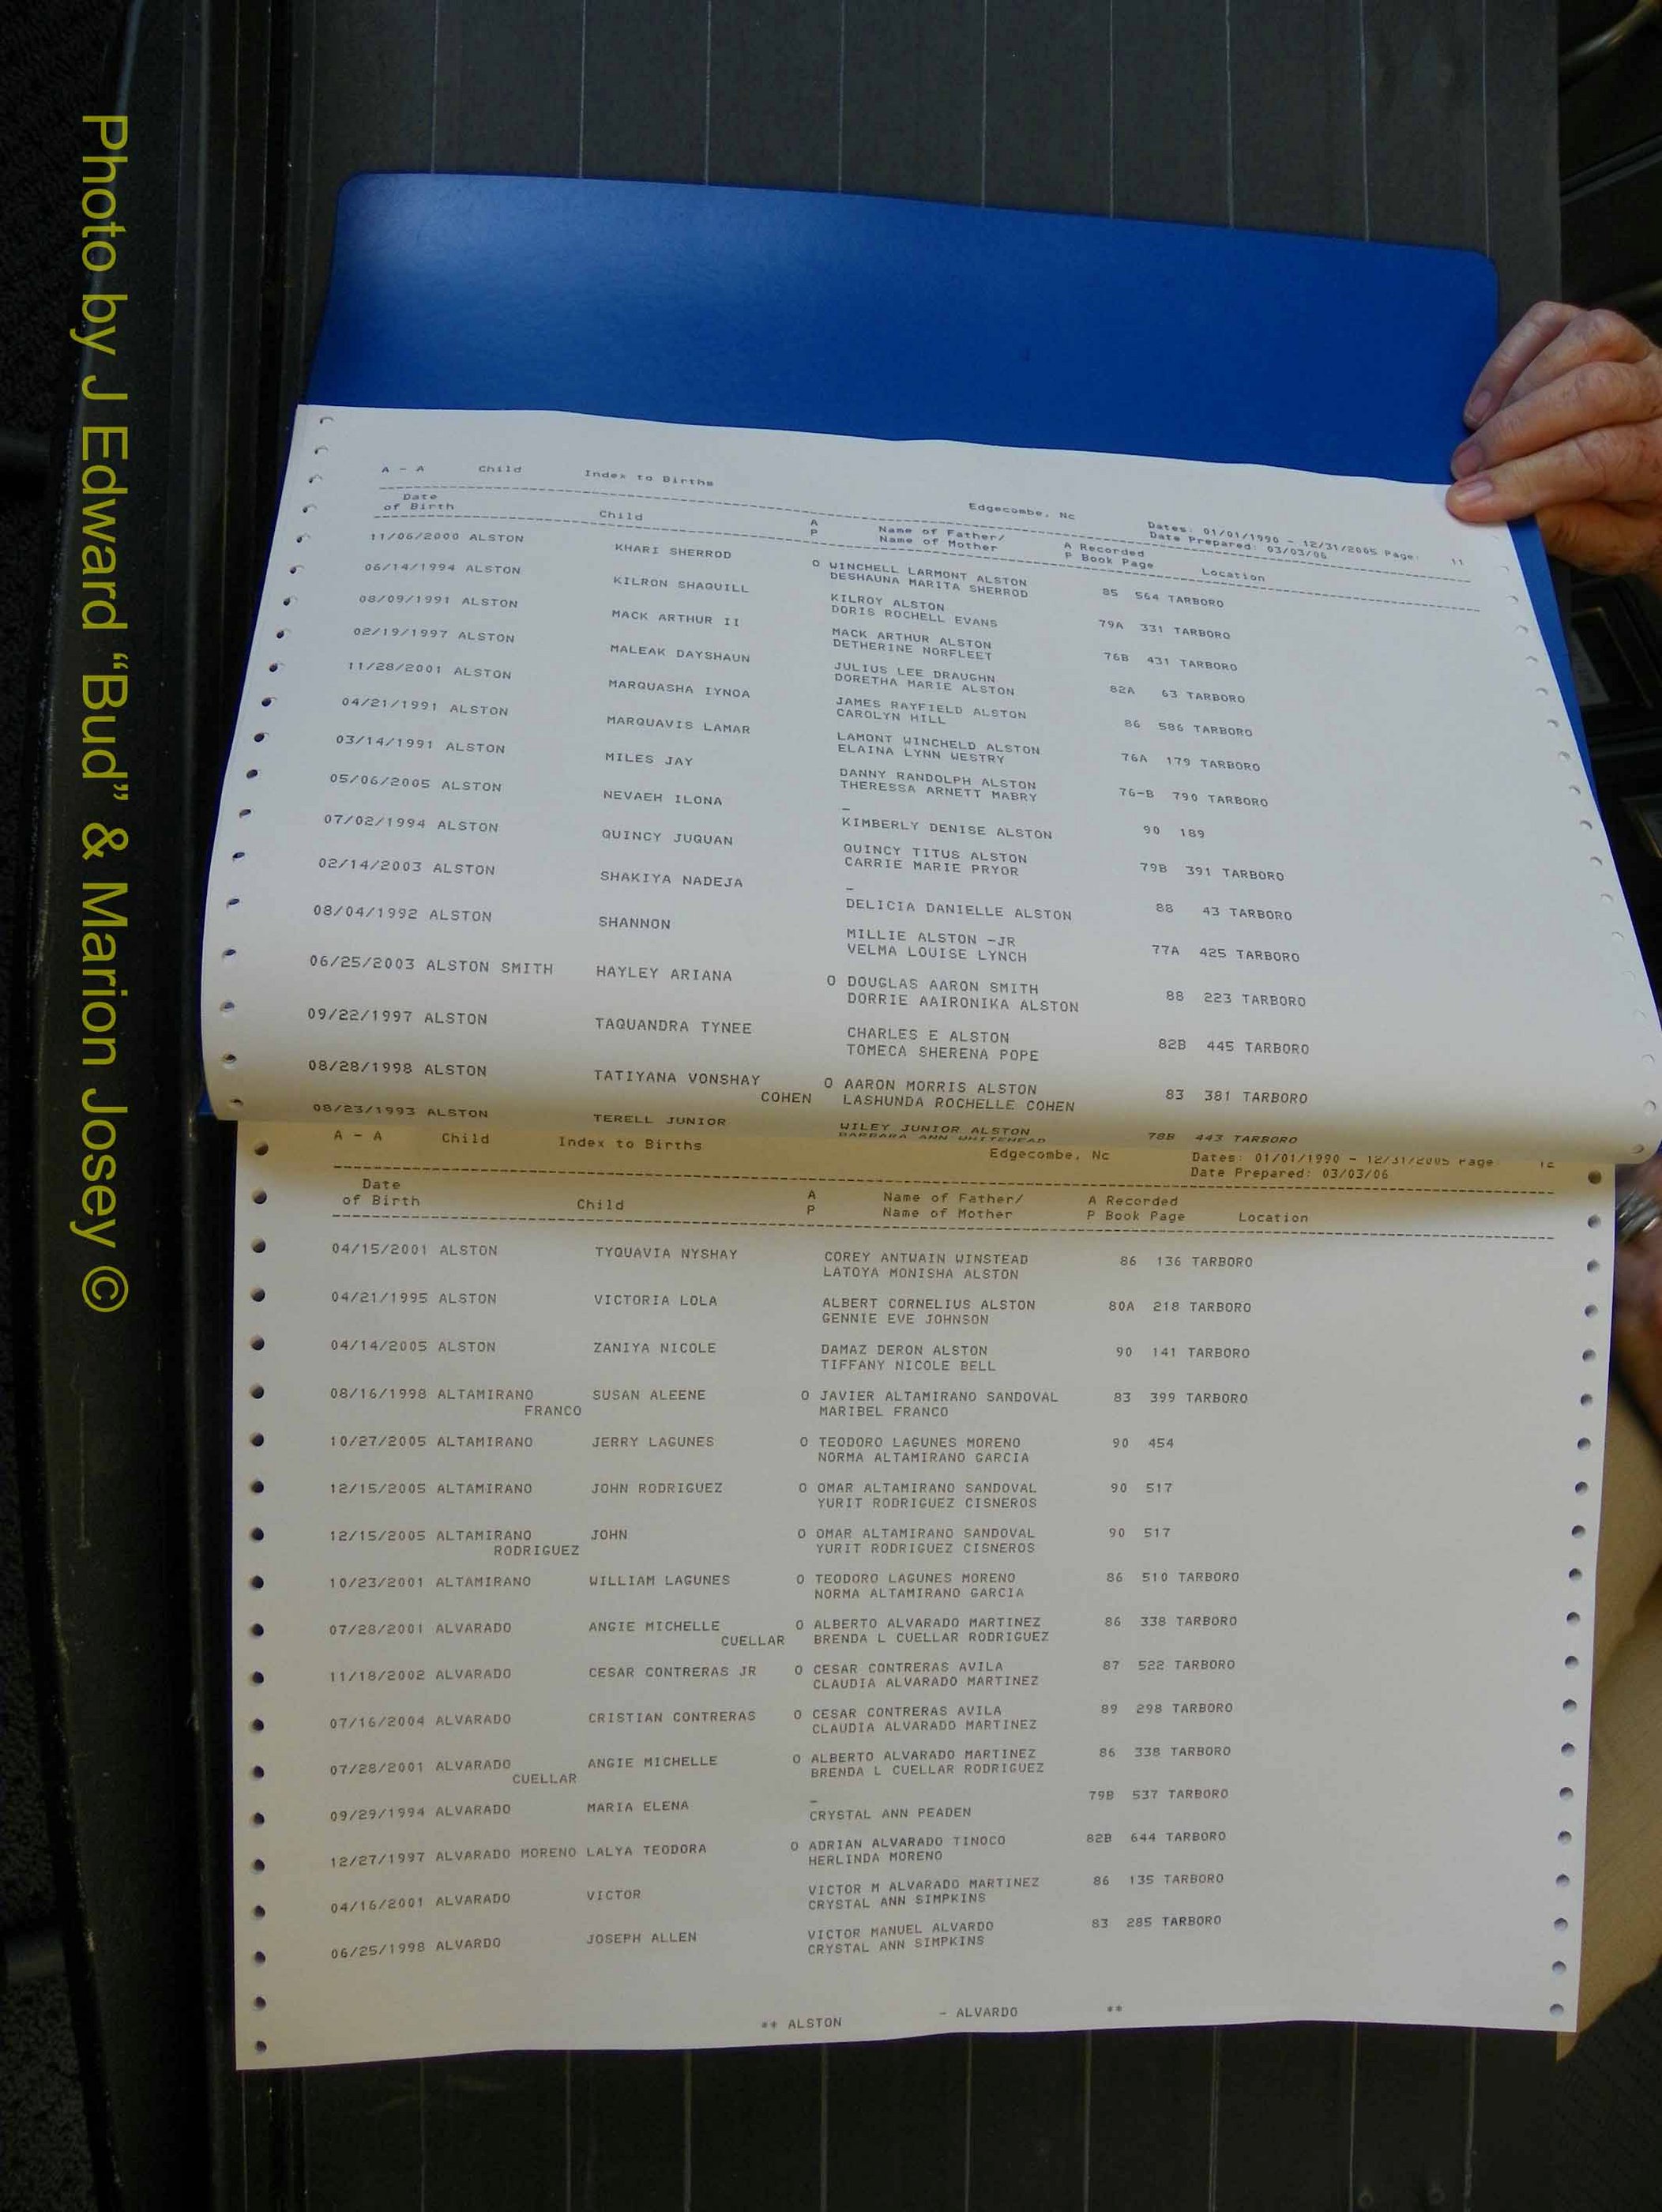 Photo by J Edward “Bud” & Marion Josey ©
A - A Child Index to Births Edgecombe, Nc Dates: 01/01/1990 - 12/31/2005 Page: 11
Date Prepared: 03/03/06
Date A Name of Father/ A Recorded
of Birth Child P Name of Mother P Book Page Location
11/06/2000 ALSTON KHARI SHERROD O WINCHELL LARMONT ALSTON 85 564 TARBORO
DESHAUNA MARITA SHERROD
06/14/1994 ALSTON KILRON SHAQUILL KILROY ALSTON 79A 331 TARBORO
DORIS ROCHELL EVANS
08/09/1991 ALSTON MACK ARTHUR II MACK ARTHUR ALSTON 76B 431 TARBORO
DETHERINE NORFLEET
02/19/1997 ALSTON MALEAK DAYSHAUN JULIUS LEE DRAUGHN 82A 63 TARBORO
DORETHA MARIE ALSTON
11/28/2001 ALSTON MARQUASHA IYNOA JAMES RAYFIELD ALSTON 86 586 TARBORO
CAROLYN HILL
04/21/1991 ALSTON MARQUAVIS LAMAR LAMONT WINCHELD ALSTON 76A 179 TARBORO
ELAINA LYNN WESTRY
03/14/1991 ALSTON MILES JAY DANNY RANDOLPH ALSTON 76-B 790 TARBORO
THERESSA ARNETT MABRY
05/06/2005 ALSTON NEVAEH ILONA - 90 189
KIMBERLY DENISE ALSTON
07/02/1994 ALSTON QUINCY JUQUAN QUINCY TITUS ALSTON 79B 391 TARBORO
CARRIE MARIE PRYOR
02/14/2003 ALSTON SHAKIYA NADEJA - 88 43 TARBORO
DELICIA DANIELLE ALSTON
08/04/1992 ALSTON SHANNON MILLIE ALSTON -JR 77A 425 TARBORO
VELMA LOUISE LYNCH
06/25/2003 ALSTON SMITH HAYLEY ARIANA O DOUGLAS AARON SMITH 88 223 TARBORO
DORRIE AAIRONIKA ALSTON
09/22/1997 ALSTON TAQUANDRA TYNEE CHARLES E ALSTON 82B 445 TARBORO
TOMECA SHERENA POPE
08/28/1998 ALSTON TATIYANA VONSHAY O AARON MORRIS ALSTON 83 381 TARBORO
COHEN LASHUNDA ROCHELLE COHEN
08/23/1993 ALSTON TERELL JUNIOR WILEY JUNIOR ALSTON 78B 443 TARBORO
BARBARA ANN WHITEHEAD
A - A Child Index to Births Edgecombe, Nc Dates: 01/01/1990 - 12/31/2005 Page: 12
Date Prepared: 03/03/06
Date A Name of Father/ A Recorded
of Birth Child P Name of Mother P Book Page Location
04/15/2001 ALSTON TYQUAVIA NYSHAY COREY ANTWAIN WINSTEAD 86 136 TARBORO
LATOYA MONISHA ALSTON
04/21/1995 ALSTON VICTORIA LOLA ALBERT CORNELIUS ALSTON 80A 218 TARBORO
GENNIE EVE JOHNSON
04/14/2005 ALSTON ZANIYA NICOLE DAMAZ DERON ALSTON 90 141 TARBORO
TIFFANY NICOLE BELL
08/16/1998 ALTAMIRANO SUSAN ALEENE O JAVIER ALTAMIRANO SANDOVAL 83 399 TARBORO
FRANCO MARIBEL FRANCO
10/27/2005 ALTAMIRANO JERRY LAGUNES O TEODORO LAGUNES MORENO 90 454
NORMA ALTAMIRANO GARCIA
12/15/2005 ALTAMIRANO JOHN RODRIGUEZ O OMAR ALTAMIRANO SANDOVAL 90 517
YURIT RODRIGUEZ CISNEROS
12/15/2005 ALTAMIRANO JOHN O OMAR ALTAMIRANO SANDOVAL 90 517
RODRIGUEZ YURIT RODRIGUEZ CISNEROS
10/23/2001 ALTAMIRANO WILLIAM LAGUNES O TEODORO LAGUNES MORENO 86 510 TARBORO
NORMA ALTAMIRANO GARCIA
07/28/2001 ALVARADO ANGIE MICHELLE O ALBERTO ALVARADO MARTINEZ 86 338 TARBORO
CUELLAR BRENDA L CUELLAR RODRIGUEZ
11/18/2002 ALVARADO CESAR CONTRERAS JR O CESAR CONTRERAS AVILA 87 522 TARBORO
CLAUDIA ALVARADO MARTINEZ
07/16/2004 ALVARADO CRISTIAN CONTRERAS O CESAR CONTRERAS AVILA 89 298 TARBORO
CLAUDIA ALVARADO MARTINEZ
07/28/2001 ALVARADO ANGIE MICHELLE O ALBERTO ALVARADO MARTINEZ 86 338 TARBORO
CUELLAR BRENDA L CUELLAR RODRIGUEZ
09/29/1994 ALVARADO MARIA ELENA - 79B 537 TARBORO
CRYSTAL ANN PEADEN
12/27/1997 ALVARADO MORENO LALYA TEODORA O ADRIAN ALVARADO TINOCO 82B 644 TARBORO
HERLINDA MORENO
04/16/2001 ALVARADO VICTOR VICTOR M ALVARADO MARTINEZ 86 135 TARBORO
CRYSTAL ANN SIMPKINS
06/25/1998 ALVARDO JOSEPH ALLEN VICTOR MANUEL ALVARDO 83 285 TARBORO
CRYSTAL ANN SIMPKINS
** ALSTON - ALVARDO **